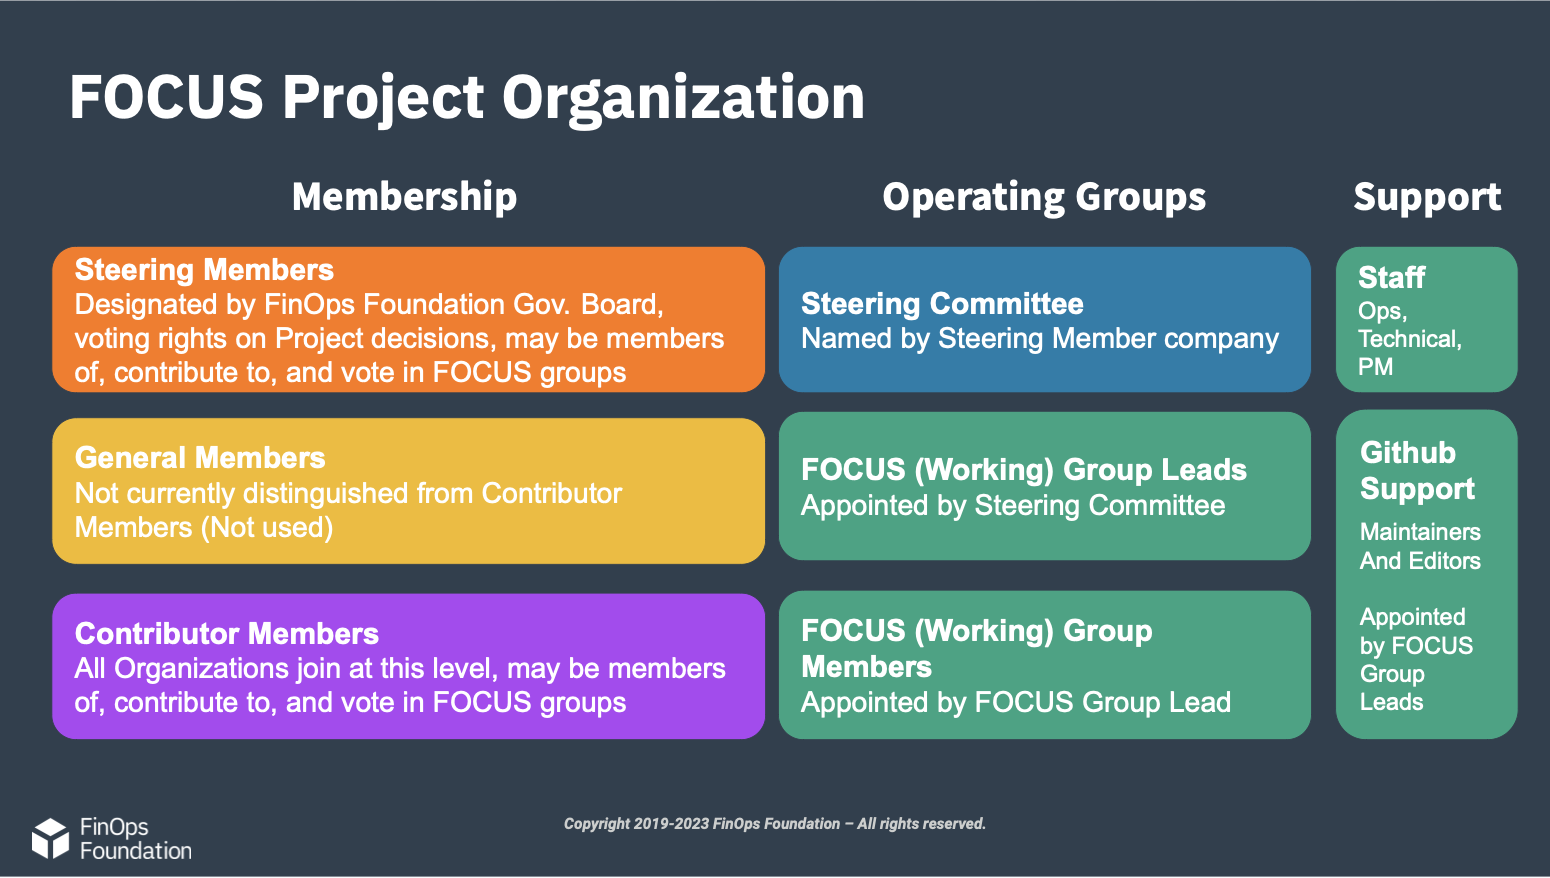 FOCUS Project Organization
Membership
Steering Members
Designated by FinOps Foundation Gov. Board,
voting rights on Project decisions, may be members
of, contribute to, and vote in FOCUS groups
General Members
Not currently distinguished from Contributor
Members (Not used)
Contributor Members
All Organizations join at this level, may be members
of, contribute to, and vote in FOCUS groups
Operating Groups
Steering Committee
Named by Steering Member company
FOCUS (Working) Group Leads
Appointed by Steering Committee
FOCUS (Working) Group
Members
Appointed by FOCUS Group Lead
Support
Staff
Ops,
Technical,
PM
Github
Support
Maintainers
And Editors
Appointed
by FOCUS
Group
Leads
FinOps
Foundation
Copyright 2019-2023 FinOps Foundation – All rights reserved.